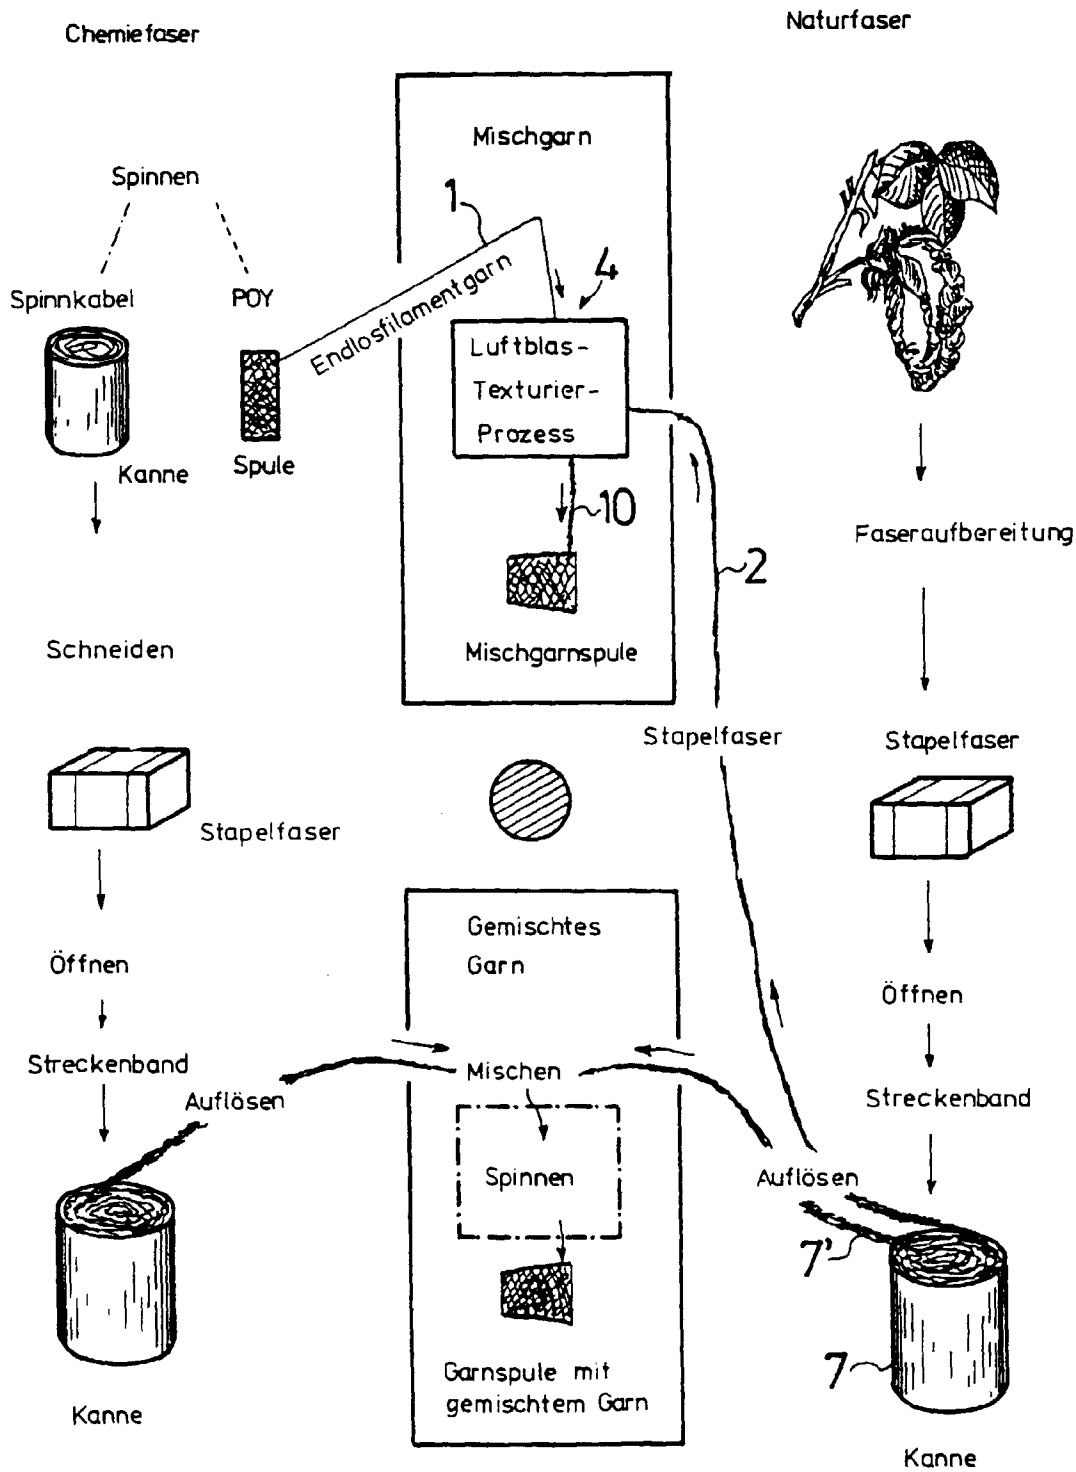 Chemiefaser
Naturfaser
Mischgarn
Spinnen
1
Spinnkabel
POY
Endlosfilamentgarn
4
Luftblas-
Texturier-
Prozess
Kanne
Spule
10
2
Faseraufbereitung
Schneiden
Mischgarnspule
Stapelfaser
Stapelfaser
Stapelfaser
Gemischtes
Garn
Öffnen
Öffnen
Streckenband
Mischen
Auflösen
Streckenband
Spinnen
Auflösen
7'
7
Garnspule mit
gemischtem Garn
Kanne
Kanne